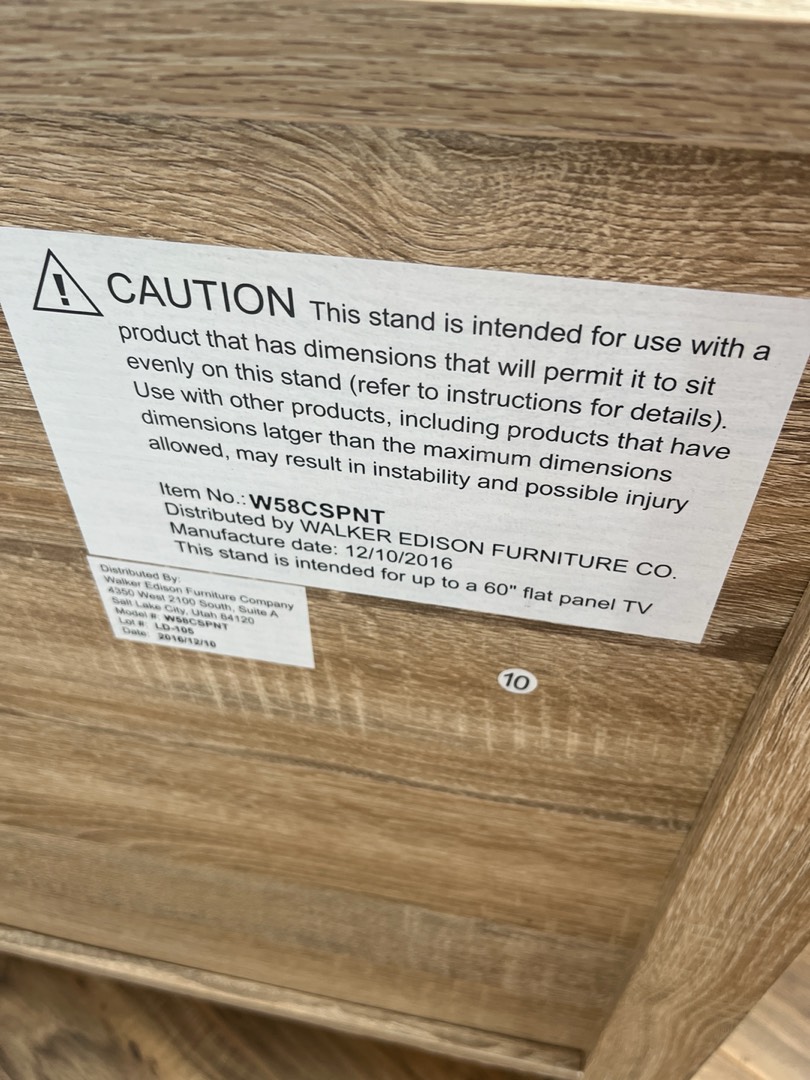 CAUTION This stand is intended for use with a
product that has dimensions that will permit it to sit
evenly on this stand (refer to instructions for details).
Use with other products, including products that have
dimensions latger than the maximum dimensions
allowed, may result in instability and possible injury
Item No.: W58CSPNT
Distributed by WALKER EDISON FURNITURE CO.
Manufacture date: 12/10/2016
This stand is intended for up to a 60" flat panel TV
Distributed By:
Walker Edison Furniture Company
4350 West 2100 South, Suite A
Salt Lake City, Utah 84120
Model #: W58CSPNT
Lot #: LD-105
Date: 2016/12/10
10